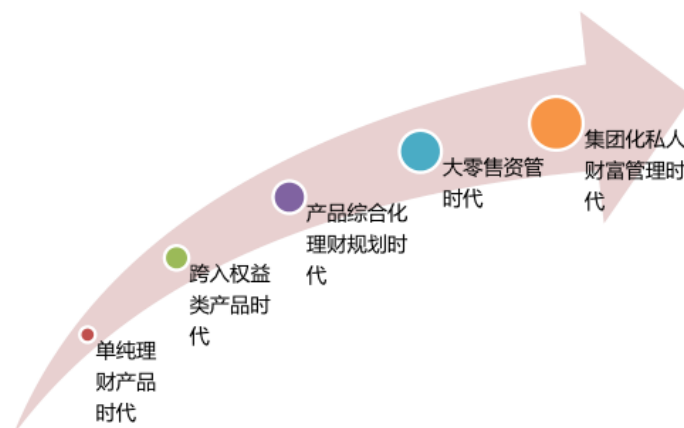 单纯理
财产品
时代
跨入权益
类产品时
代
产品综合化
理财规划时
代
大零售资管
时代
集团化私人
财富管理时
代